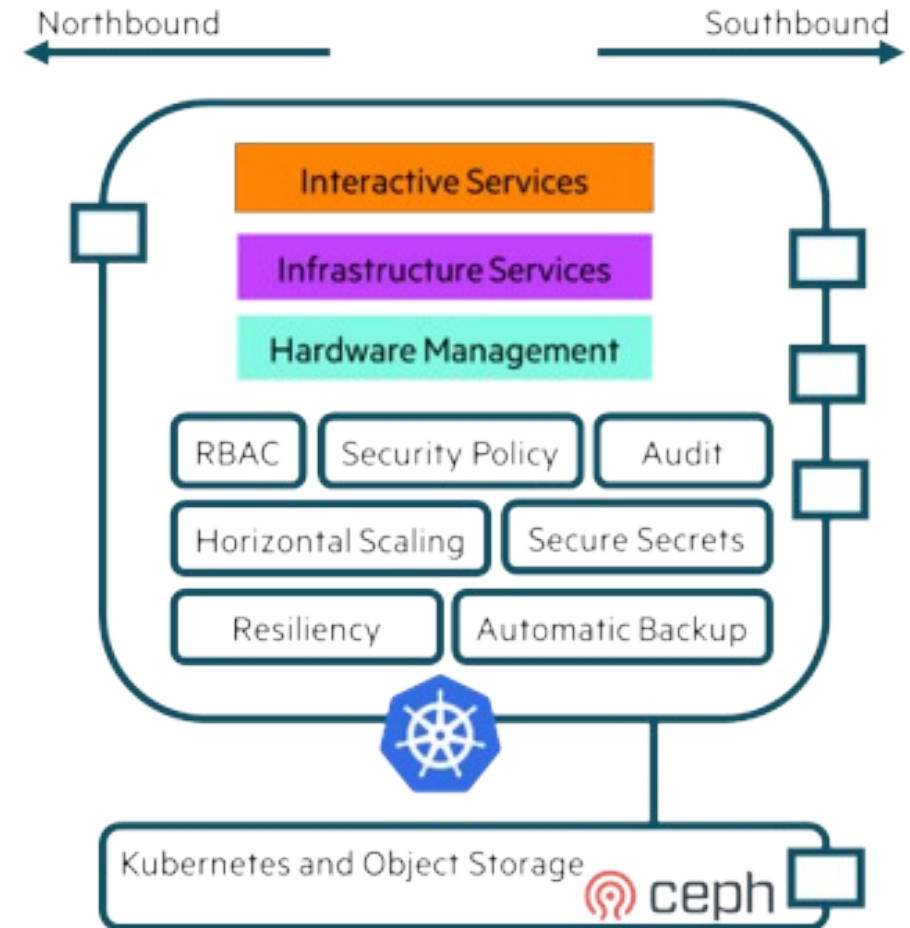 Northbound Southbound
Interactive Services
Infrastructure Services
Hardware Management
RBAC Security Policy Audit
Horizontal Scaling Secure Secrets
Resiliency Automatic Backup
Kubernetes and Object Storage
ceph